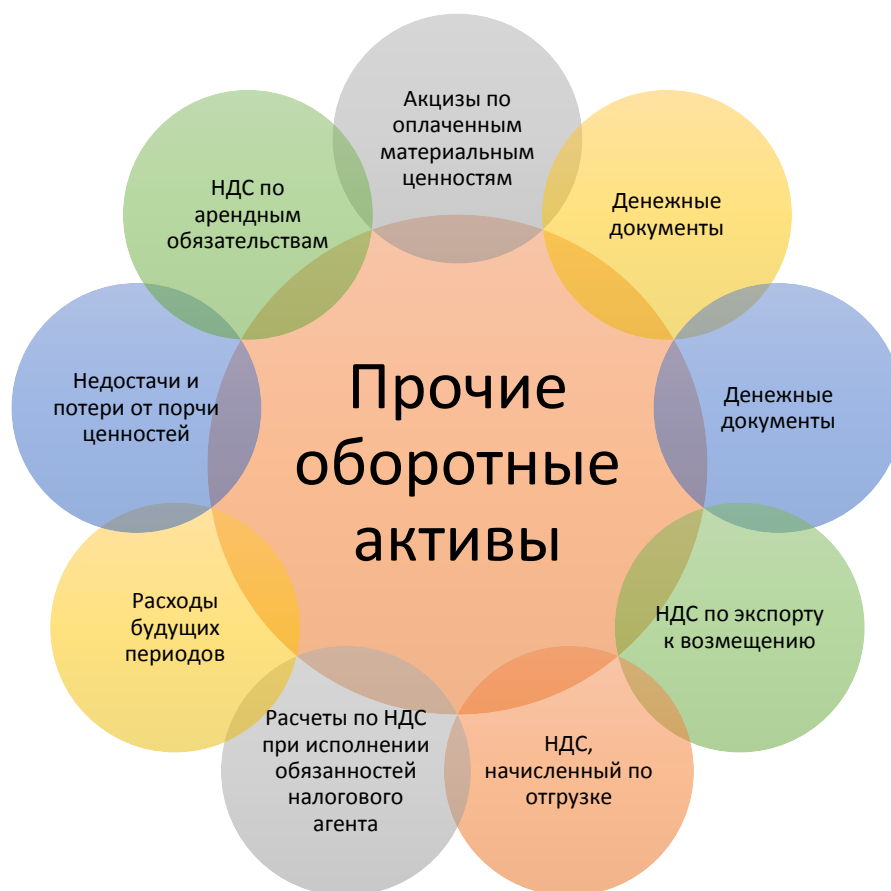 Акцизы по
оплаченным
материальным
ценностям
Денежные
документы
Денежные
документы
НДС по экспорту
к возмещению
НДС,
начисленный по
отгрузке
Расчеты по НДС
при исполнении
обязанностей
налогового
агента
Расходы
будущих
периодов
Недостачи и
потери от порчи
ценностей
НДС по
арендным
обязательствам
Прочие
оборотные
активы